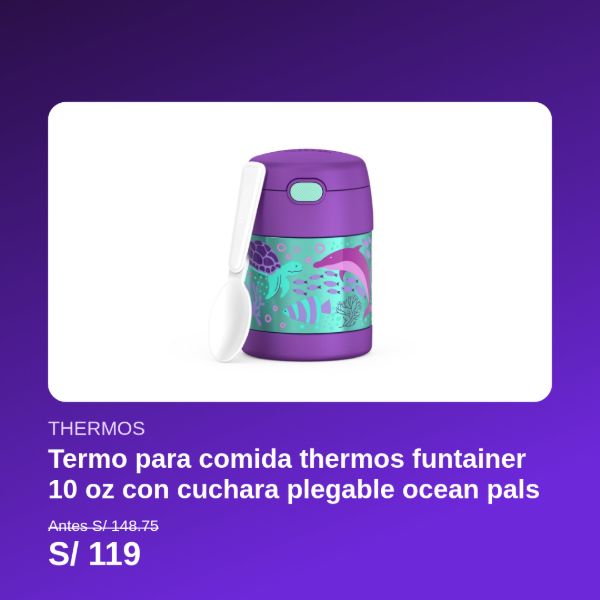 THERMOS
Termo para comida thermos funtainer
10 oz con cuchara plegable ocean pals
Antes S/ 148.75
S/ 119